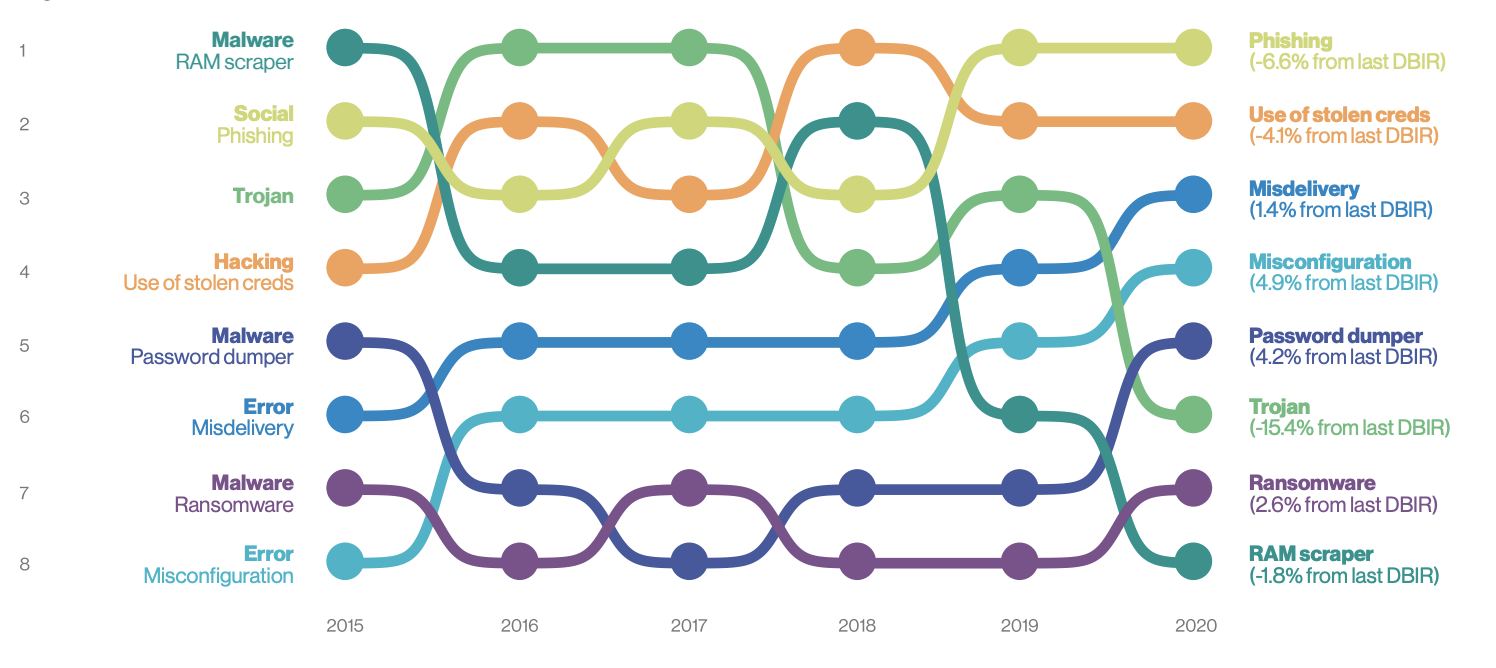 1
Malware
RAM scraper
Phishing
(-6.6% from last DBIR)
2
Social
Phishing
Use of stolen creds
(-4.1% from last DBIR)
3
Trojan
Misdelivery
(1.4% from last DBIR)
4
Hacking
Use of stolen creds
Misconfiguration
(4.9% from last DBIR)
5
Malware
Password dumper
Password dumper
(4.2% from last DBIR)
6
Error
Misdelivery
Trojan
(-15.4% from last DBIR)
7
Malware
Ransomware
Ransomware
(2.6% from last DBIR)
8
Error
Misconfiguration
RAM scraper
(-1.8% from last DBIR)
2015 2016 2017 2018 2019 2020